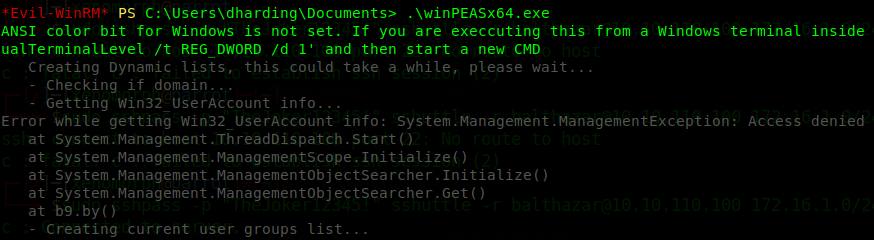 *Evil-WinRM* PS C:\Users\dharding\Documents> .\winPEASx64.exe
ANSI color bit for Windows is not set. If you are execcuting this from a Windows terminal inside
ualTerminalLevel /t REG_DWORD /d 1' and then start a new CMD
Creating Dynamic lists, this could take a while, please wait...
- Checking if domain...
- Getting Win32_UserAccount info...
Error while getting Win32_UserAccount info: System.Management.ManagementException: Access denied
at System.Management.ThreadDispatch.Start()
at System.Management.ManagementScope.Initialize()
at System.Management.ManagementObjectSearcher.Initialize()
at System.Management.ManagementObjectSearcher.Get()
at b9.by()
- Creating current user groups list...